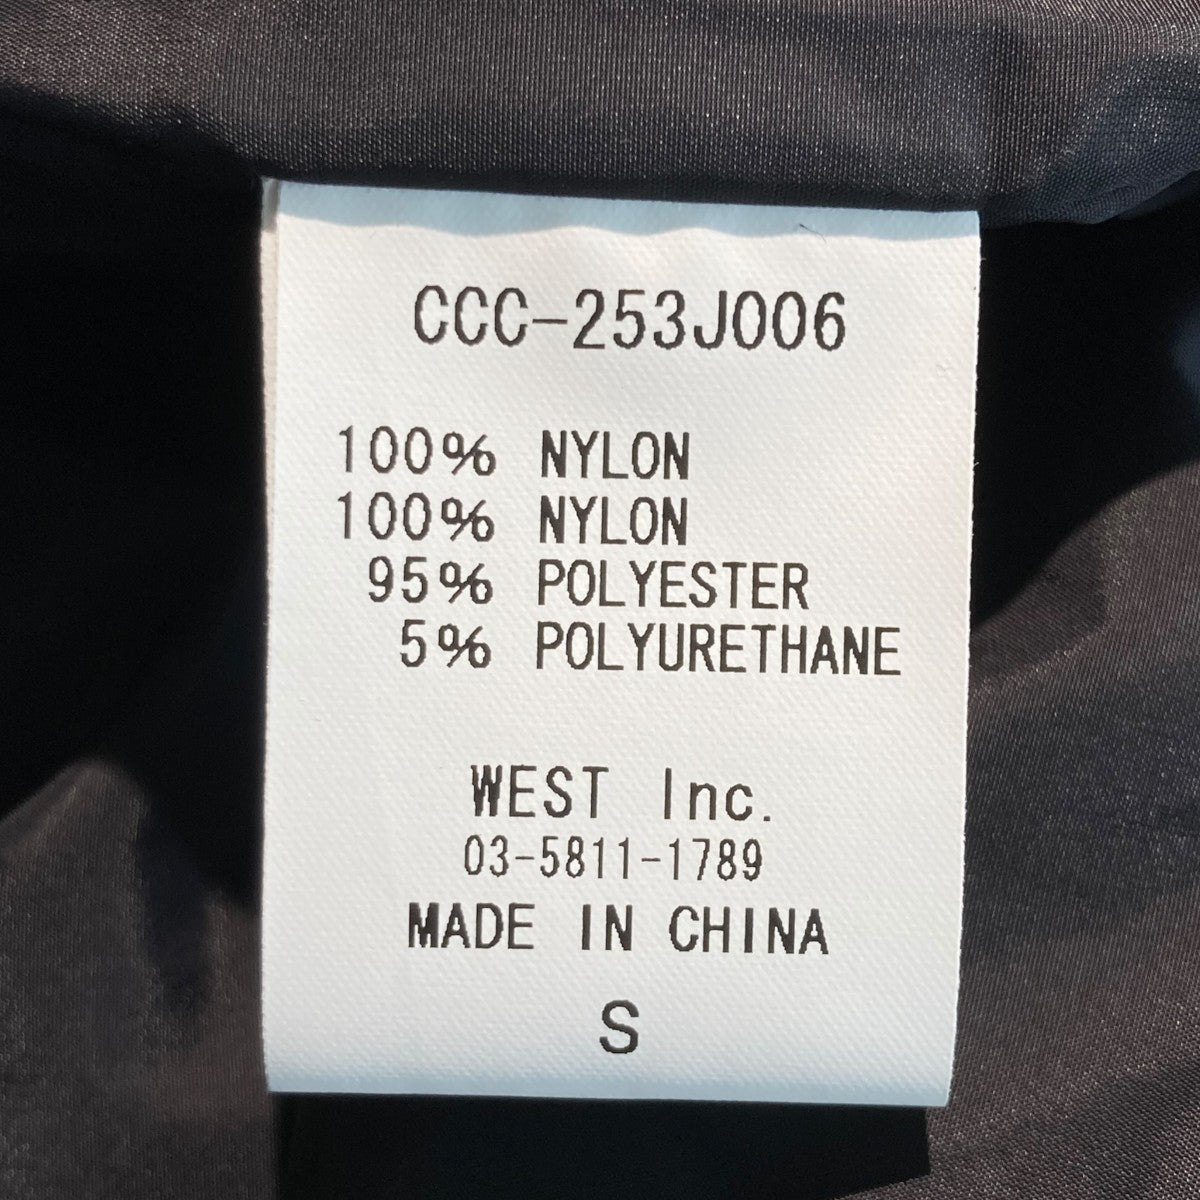 CCC-253J006
100% NYLON
100% NYLON
95% POLYESTER
5% POLYURETHANE
WEST Inc.
03-5811-1789
MADE IN CHINA
S